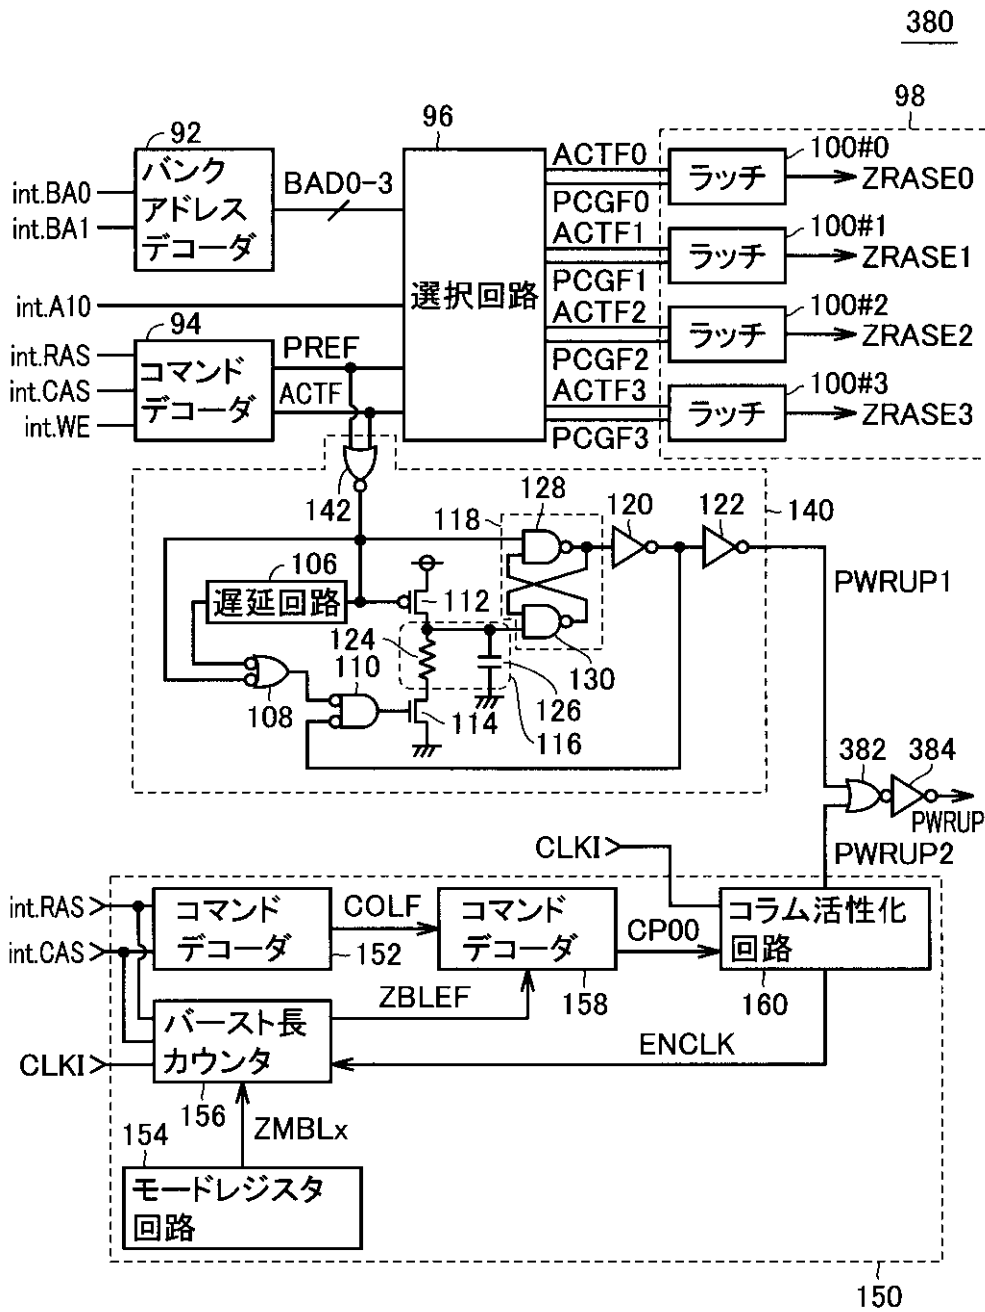 380
92
96
98
バンク
アドレス
デコーダ
int.BA0
int.BA1
BAD0-3
選択回路
ACTF0
PCGF0
ラッチ
100#0
ZRASE0
ACTF1
PCGF1
ラッチ
100#1
ZRASE1
int.A10
94
コマンド
デコーダ
int.RAS
int.CAS
int.WE
PREF
ACTF
ACTF2
PCGF2
ラッチ
100#2
ZRASE2
ACTF3
PCGF3
ラッチ
100#3
ZRASE3
142
118
128
120
122
140
106
遅延回路
112
PWRUP1
124
110
130
108
114
126
116
382
384
PWRUP
CLKI
PWRUP2
int.RAS
int.CAS
コマンド
デコーダ
152
COLF
コマンド
デコーダ
158
CP00
コラム活性化
回路
160
ZBLEF
バースト長
カウンタ
CLKI
156
ENCLK
ZMBLx
154
モードレジスタ
回路
150